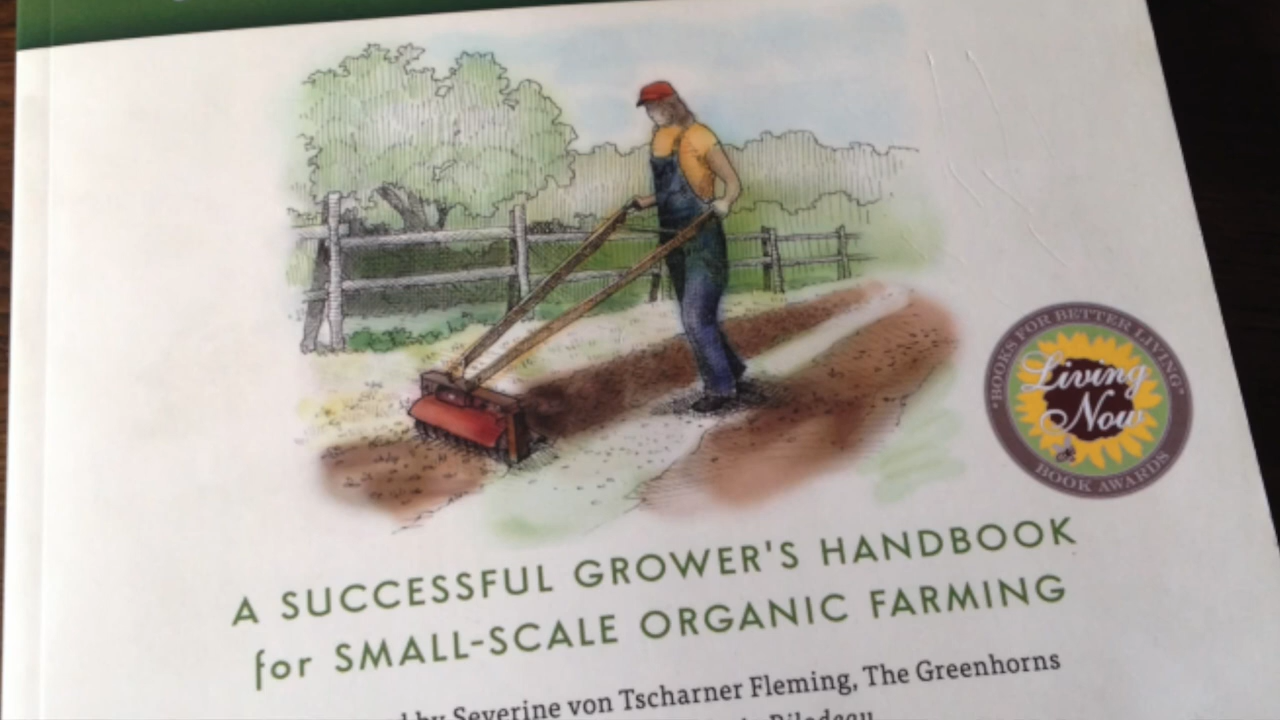 "BOOKS FOR BETTER LIVING"
Living
Now
BOOK AWARDS
A SUCCESSFUL GROWER'S HANDBOOK
for SMALL-SCALE ORGANIC FARMING
by Severine von Tscharner Fleming, The Greenhorns